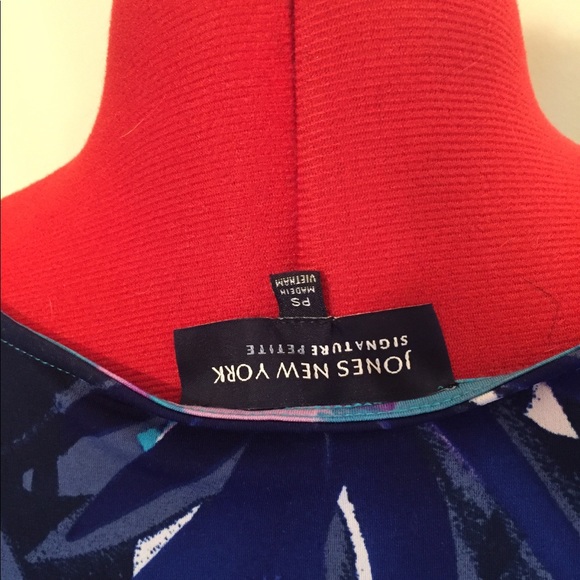 JONES NEW YORK
SIGNATURE PETITE
PS
MADE IN
VIETNAM